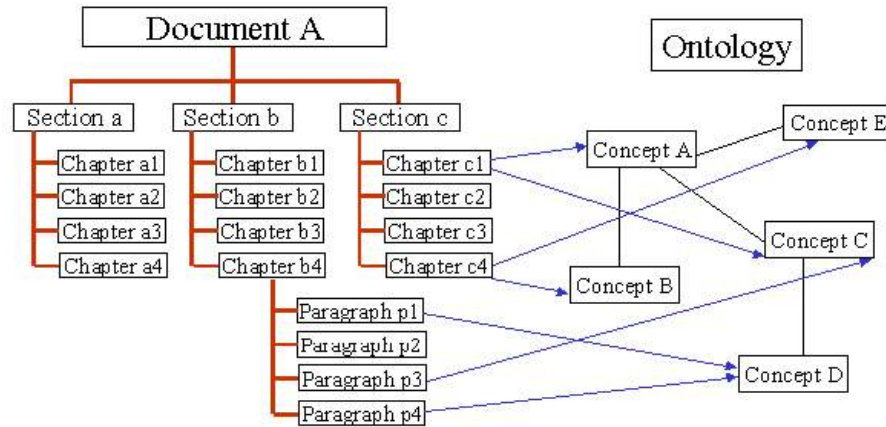 Document A
Ontology
Section a
Section b
Section c
Chapter a1
Chapter a2
Chapter a3
Chapter a4
Chapter b1
Chapter b2
Chapter b3
Chapter b4
Paragraph p1
Paragraph p2
Paragraph p3
Paragraph p4
Chapter c1
Chapter c2
Chapter c3
Chapter c4
Concept A
Concept E
Concept C
Concept B
Concept D